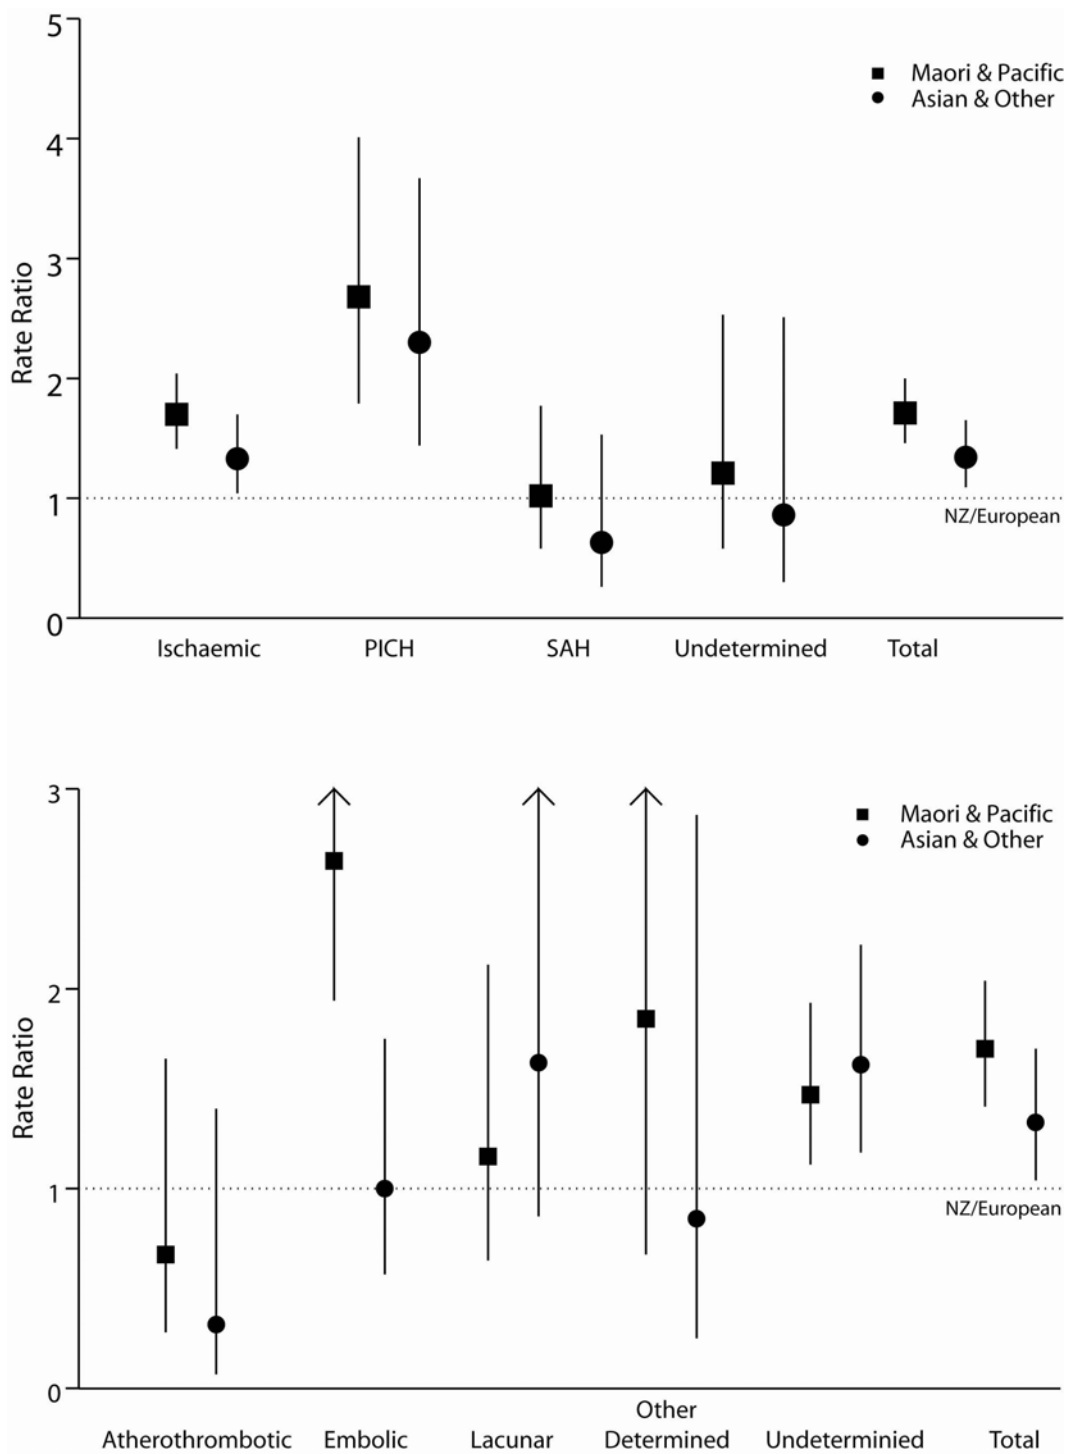 5
4
3
2
1
0
Rate Ratio
Maori & Pacific
Asian & Other
NZ/European
Ischaemic PICH SAH Undetermined Total
3
2
1
0
Rate Ratio
Maori & Pacific
Asian & Other
NZ/European
Other
Atherothrombotic Embolic Lacunar Determined Undeterminied Total